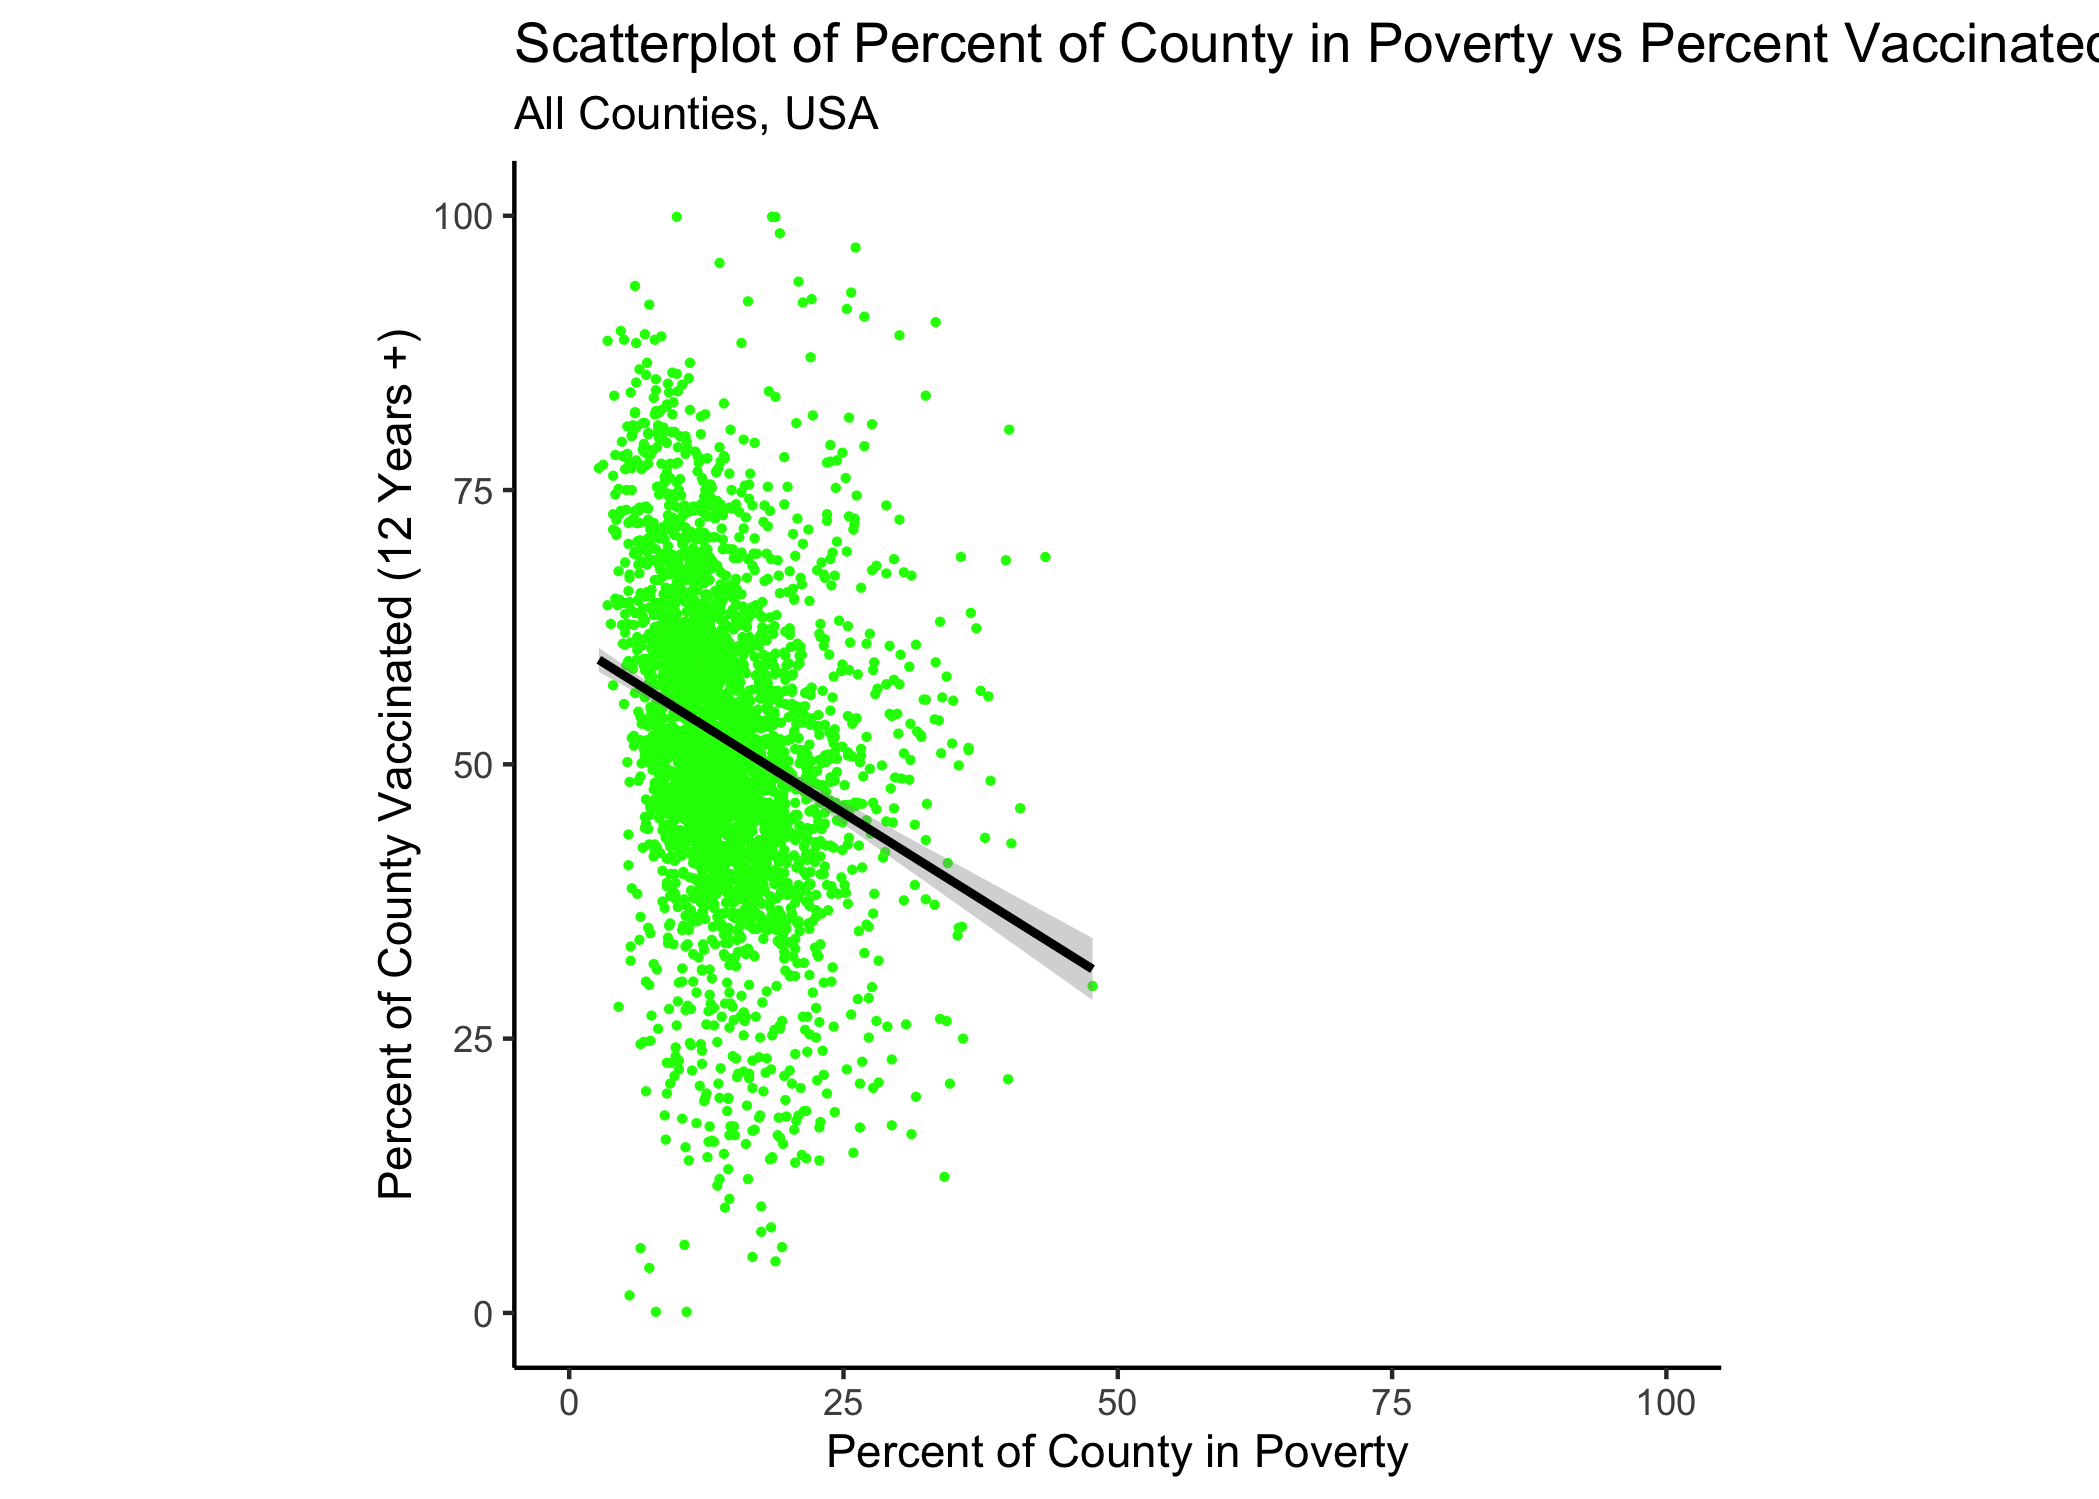 Scatterplot of Percent of County in Poverty vs Percent Vaccinated
All Counties, USA
Percent of County Vaccinated (12 Years +)
100
75
50
25
0
0 25 50 75 100
Percent of County in Poverty